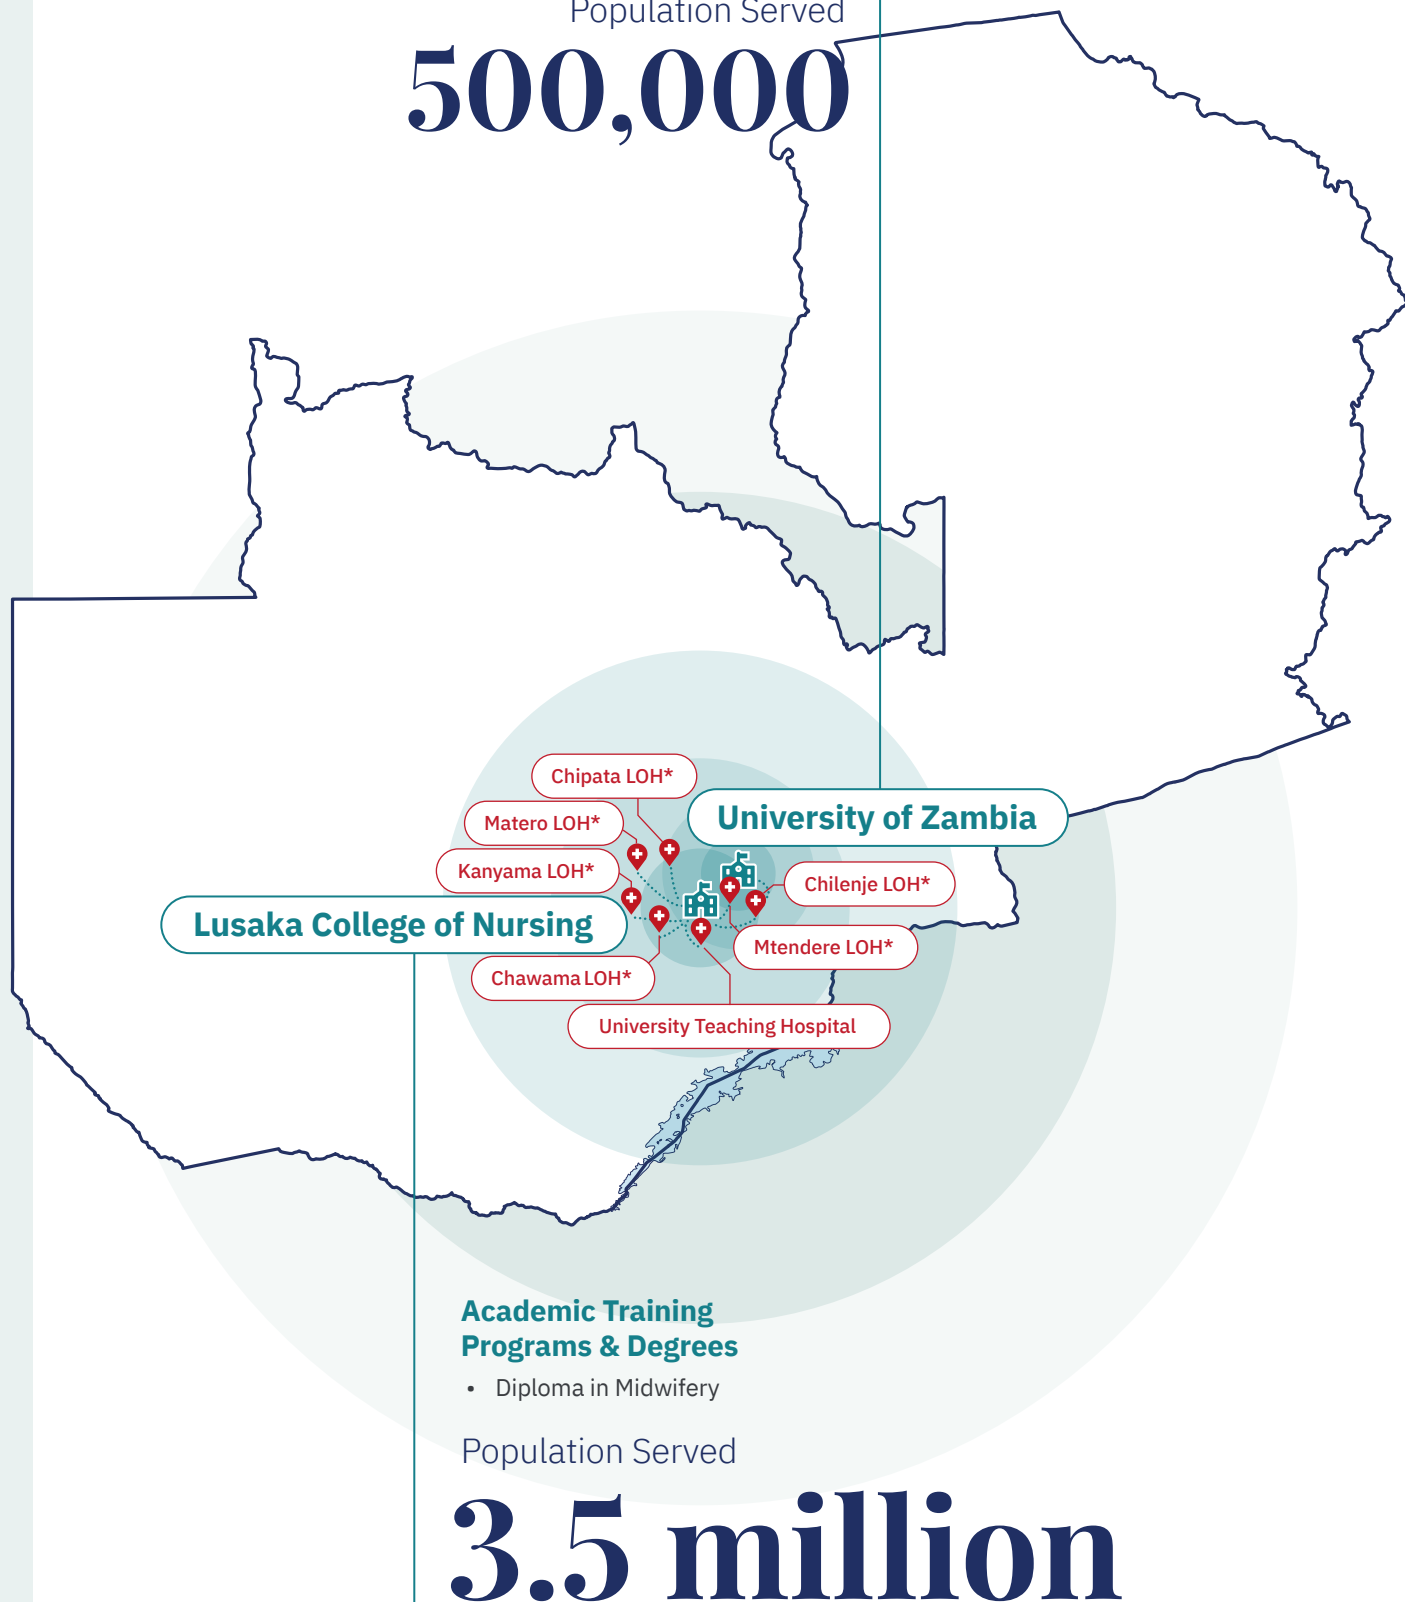 Population Served
500,000
Chipata LOH*
Matero LOH*
University of Zambia
Kanyama LOH*
Chilenje LOH*
Lusaka College of Nursing
Mtendere LOH*
Chawama LOH*
University Teaching Hospital
Academic Training
Programs & Degrees
• Diploma in Midwifery
Population Served
3.5 million